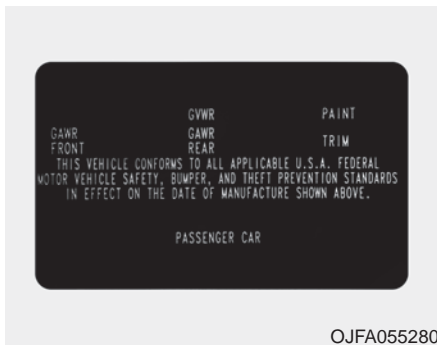 GVWR PAINT
GAWR GAWR
FRONT REAR TRIM
THIS VEHICLE CONFORMS TO ALL APPLICABLE U.S.A. FEDERAL
MOTOR VEHICLE SAFETY, BUMPER, AND THEFT PREVENTION STANDARDS
IN EFFECT ON THE DATE OF MANUFACTURE SHOWN ABOVE.
PASSENGER CAR
OJFA055280